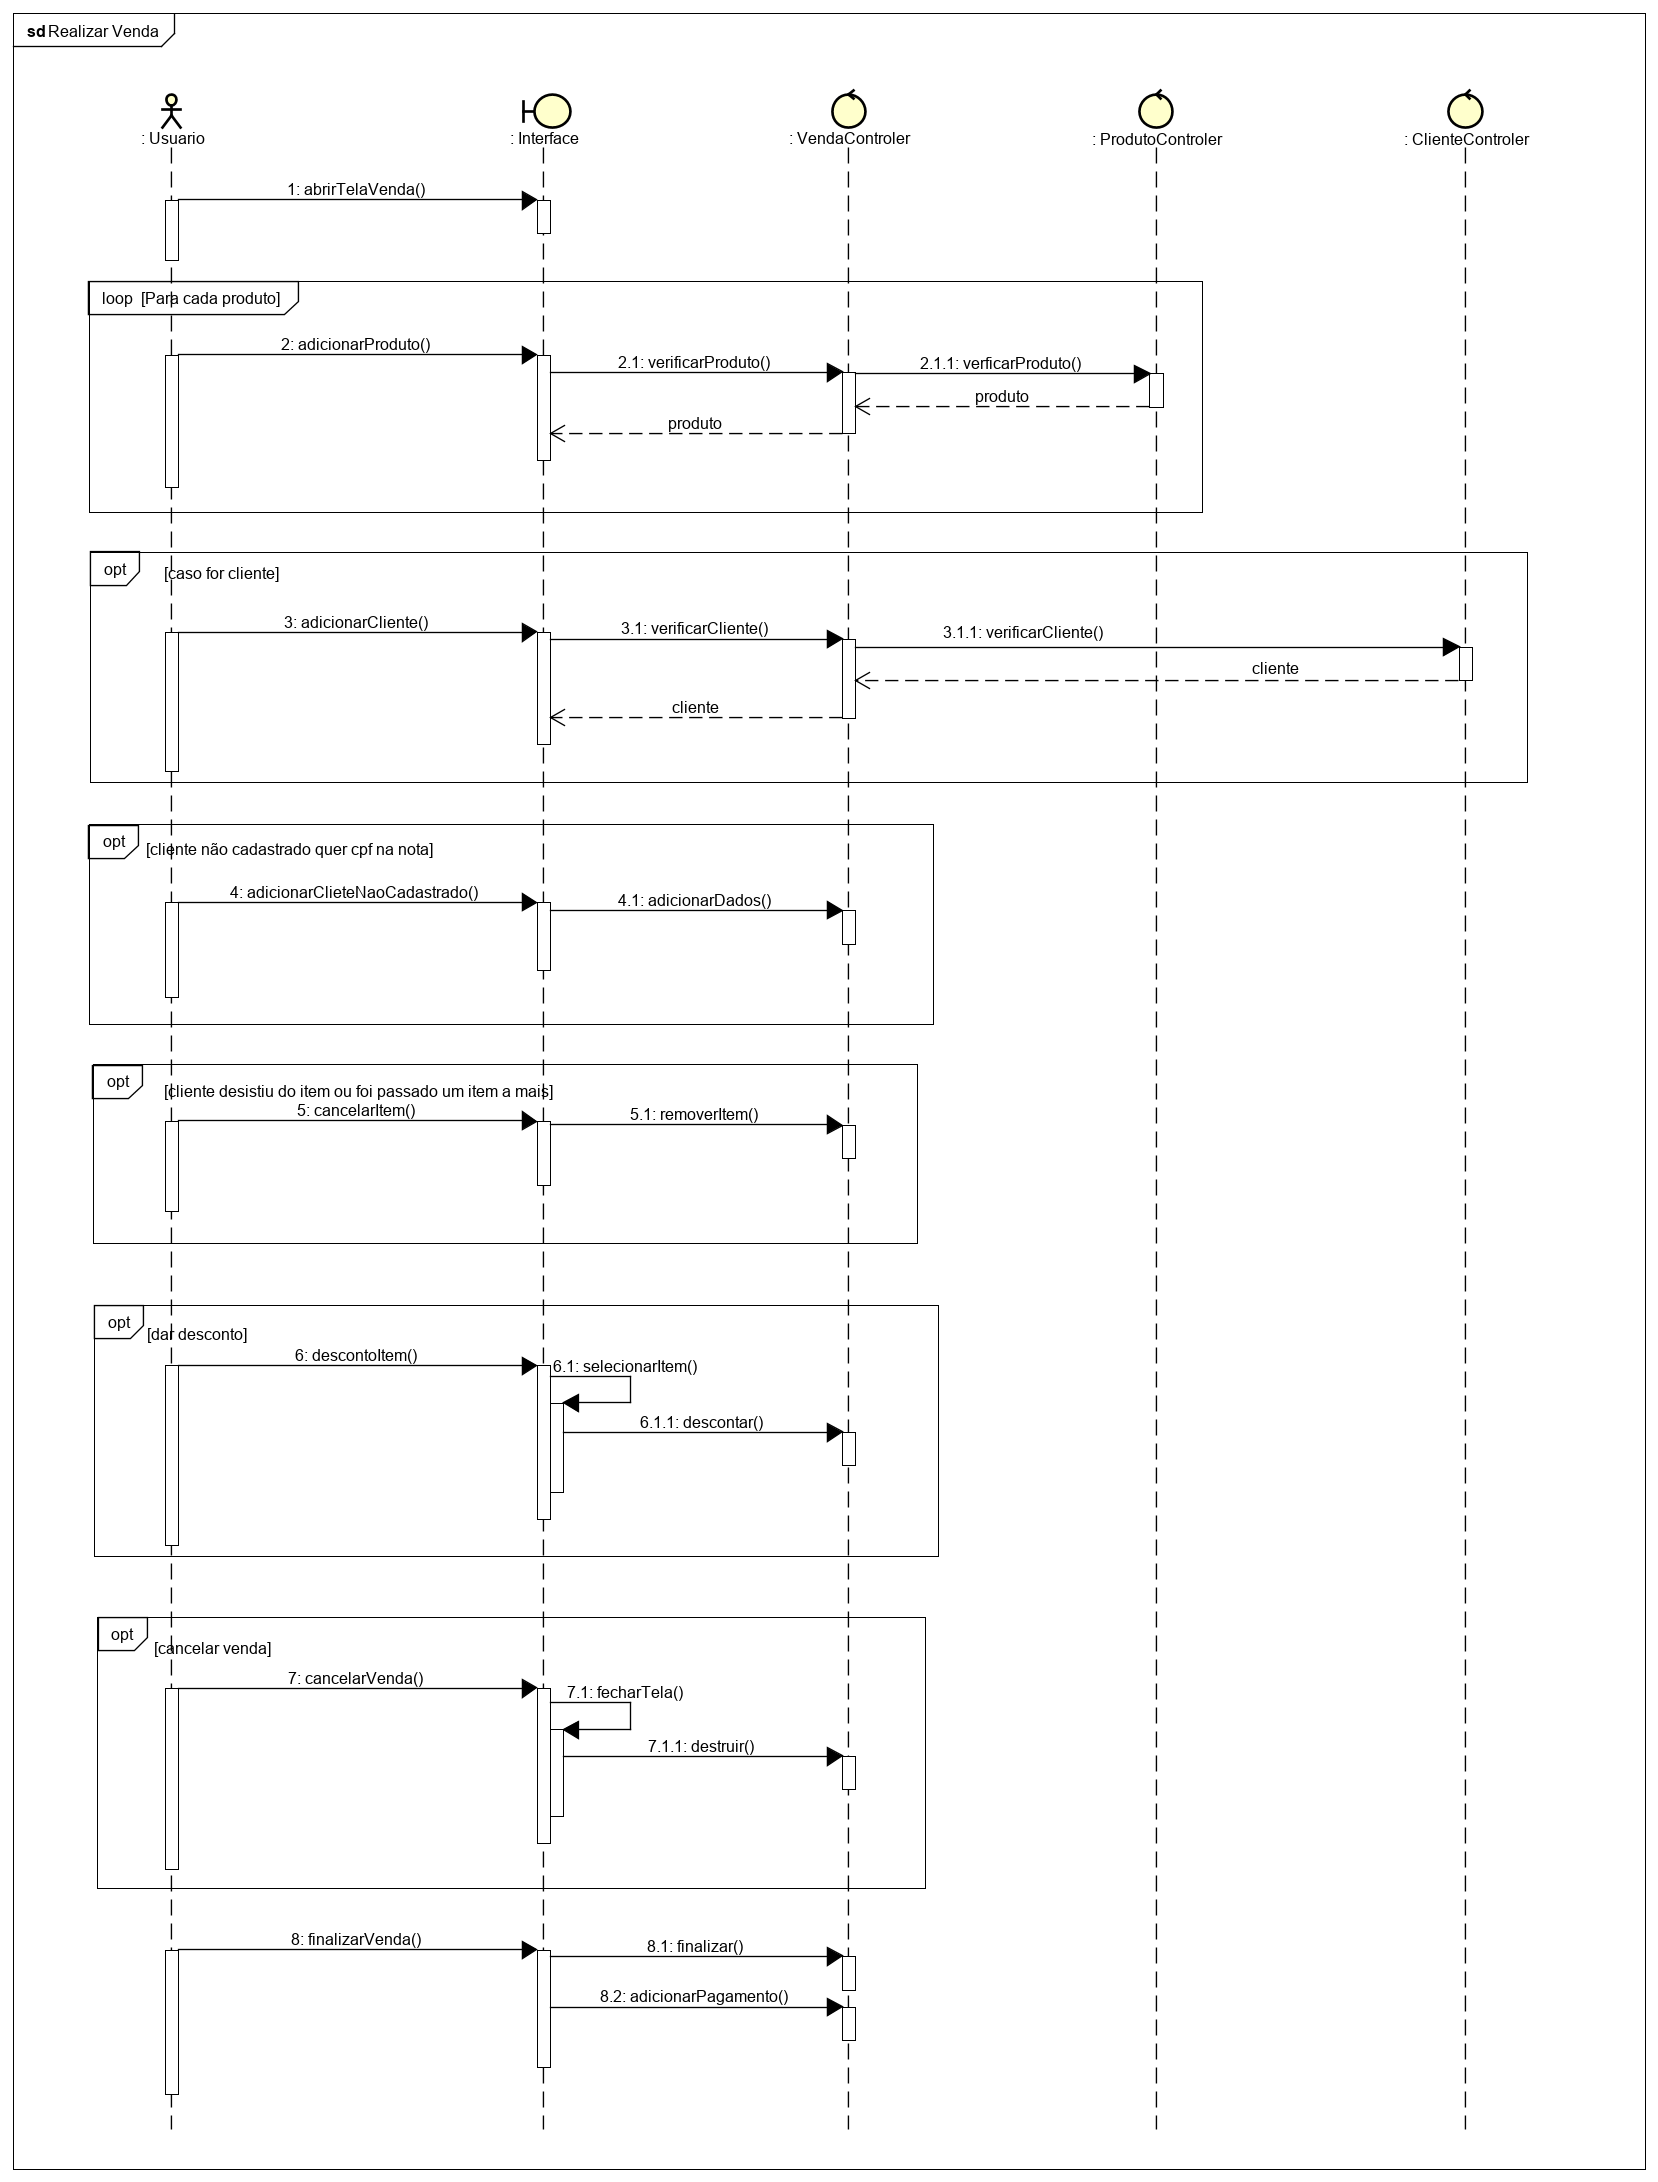 sd Realizar Venda
: Usuario
: Interface
: VendaControler
: ProdutoControler
: ClienteControler
1: abrirTelaVenda()
loop [Para cada produto]
2: adicionarProduto()
2.1: verificarProduto()
2.1.1: verficarProduto()
produto
produto
opt
[caso for cliente]
3: adicionarCliente()
3.1: verificarCliente()
3.1.1: verificarCliente()
cliente
cliente
opt
[cliente não cadastrado quer cpf na nota]
4: adicionarClieteNaoCadastrado()
4.1: adicionarDados()
opt
[cliente desistiu do item ou foi passado um item a mais]
5: cancelarItem()
5.1: removerItem()
opt
[dar desconto]
6: descontoItem()
6.1: selecionarItem()
6.1.1: descontar()
opt
[cancelar venda]
7: cancelarVenda()
7.1: fecharTela()
7.1.1: destruir()
8: finalizarVenda()
8.1: finalizar()
8.2: adicionarPagamento()